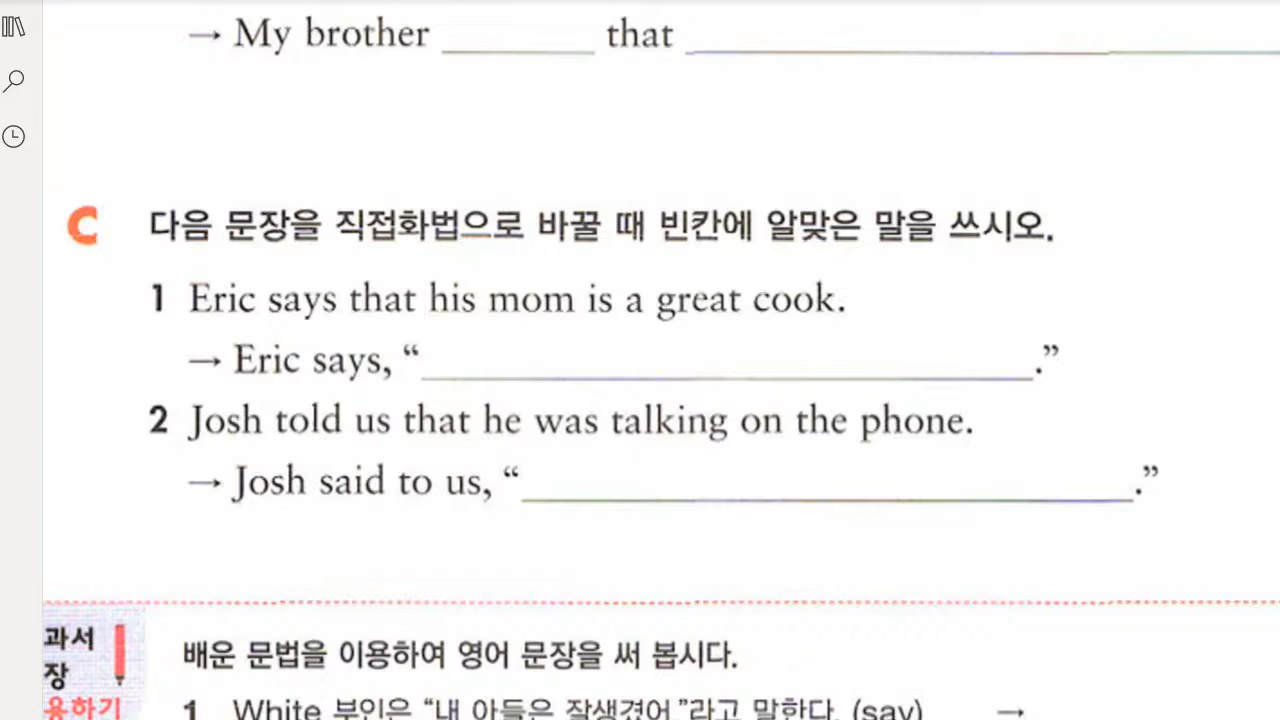 → My brother ________ that ________
C 다음 문장을 직접화법으로 바꿀 때 빈칸에 알맞은 말을 쓰시오.
1 Eric says that his mom is a great cook.
→ Eric says, “________.”
2 Josh told us that he was talking on the phone.
→ Josh said to us, “________.”
과서
장
용하기
배운 문법을 이용하여 영어 문장을 써 봅시다.
1 White 부인은 “내 아들은 잘생겼어.”라고 말한다. (say) →